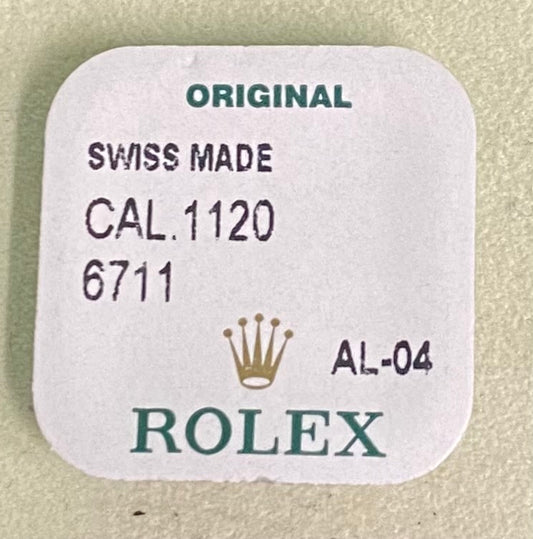 ORIGINAL
SWISS MADE
CAL.1120
6711
AL-04
ROLEX